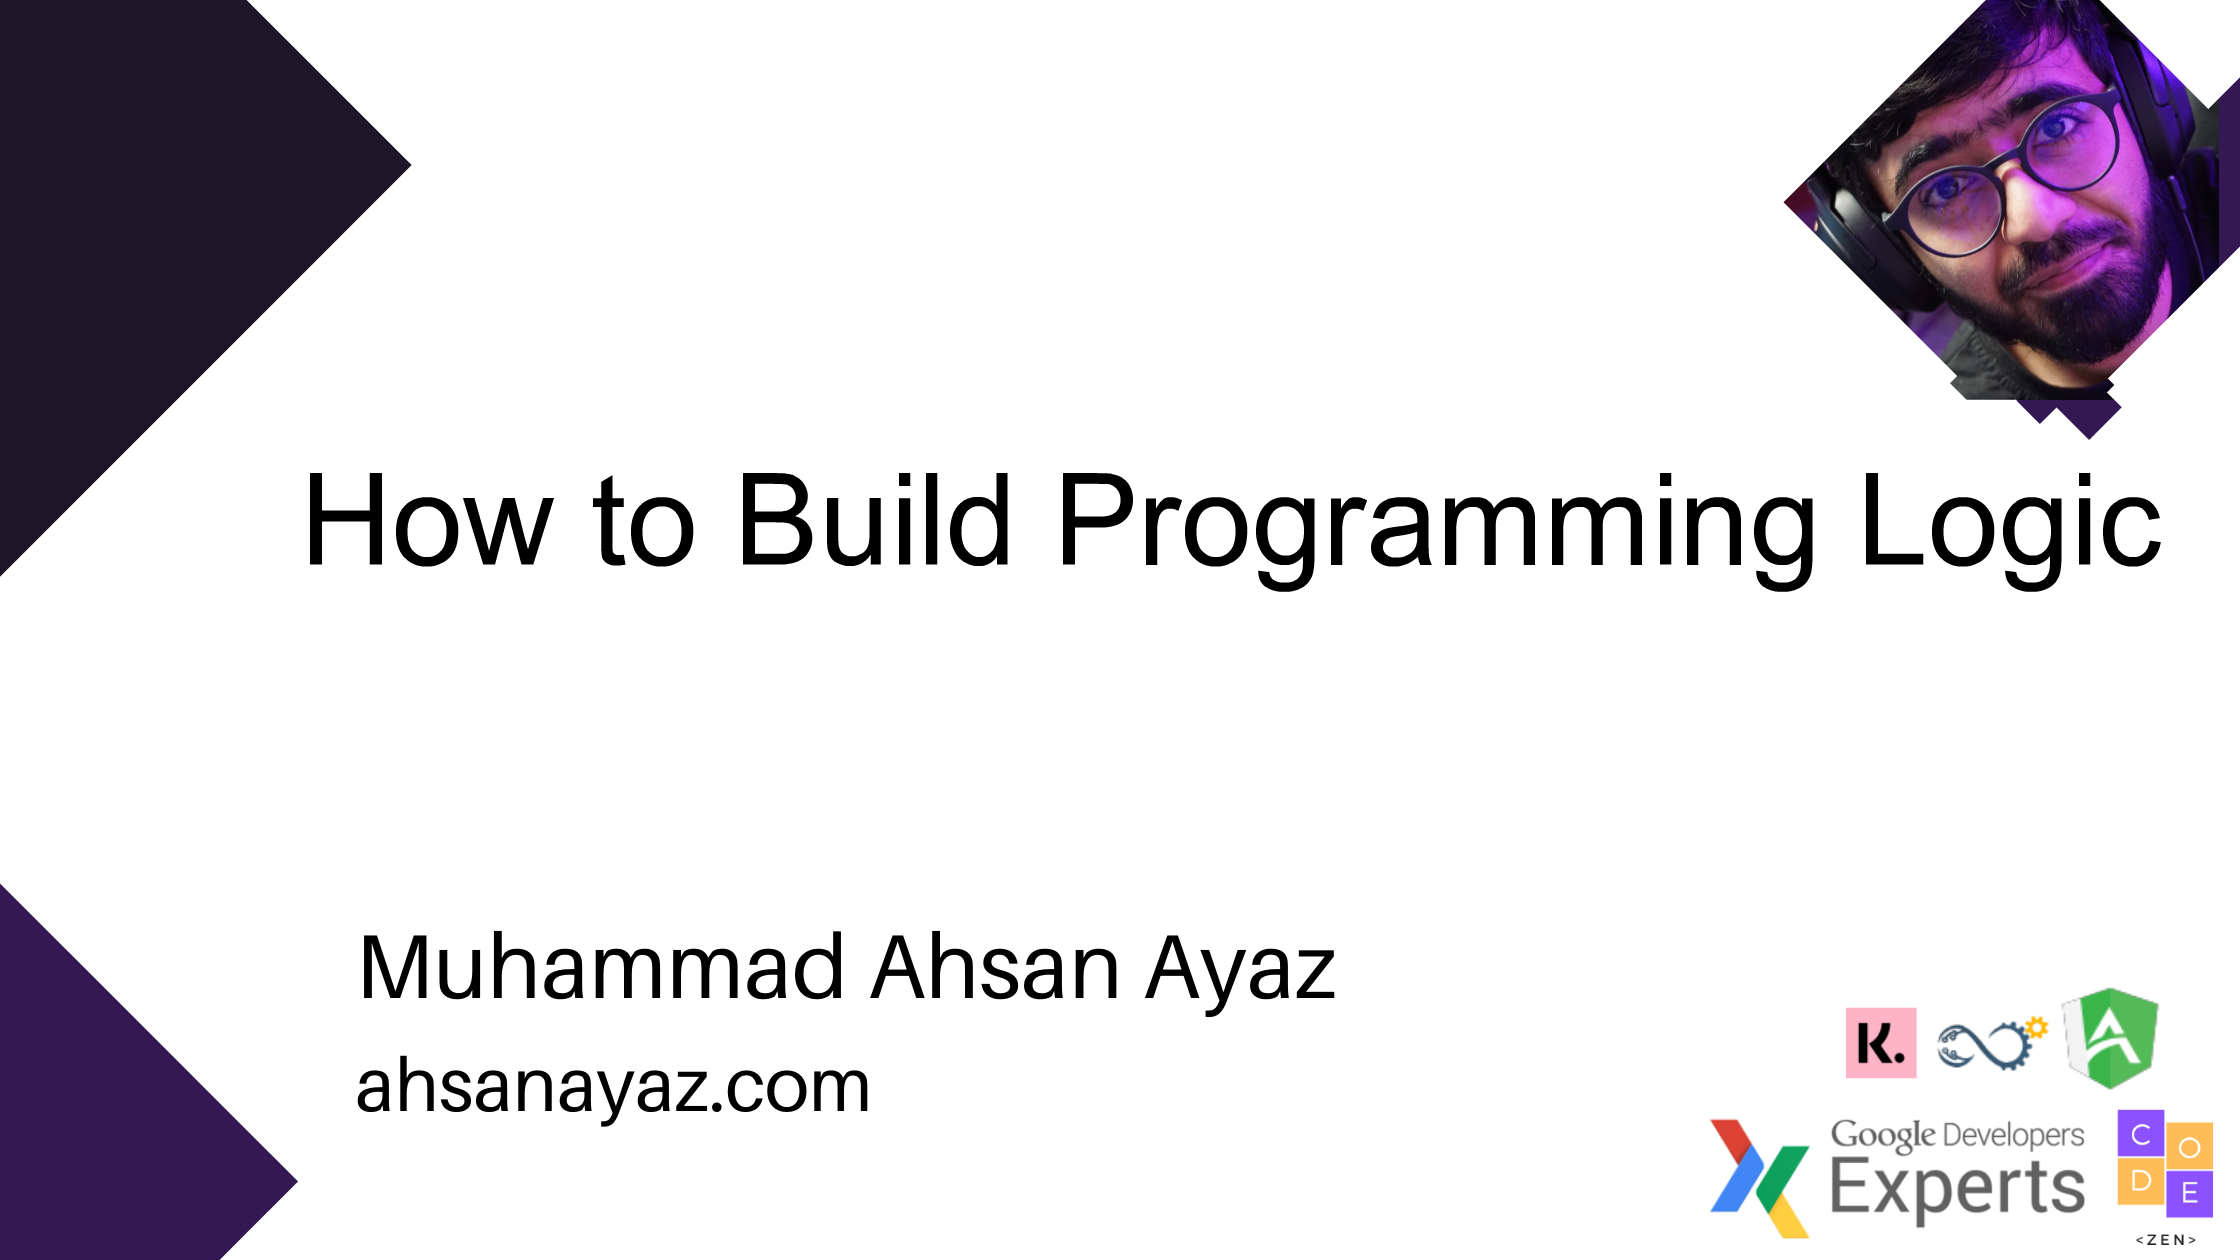 How to Build Programming Logic
Muhammad Ahsan Ayaz
ahsanayaz.com
K.
A
Google Developers
Experts
C O
D E
<ZEN>